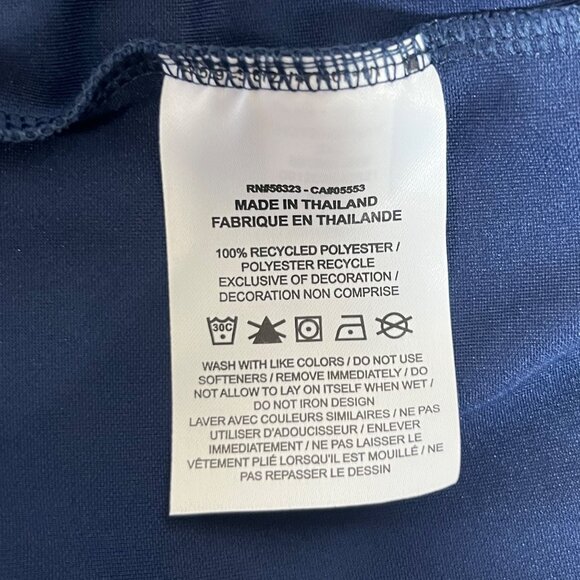 RN#56323 - CA#05553
MADE IN THAILAND
FABRIQUE EN THAILANDE
100% RECYCLED POLYESTER /
POLYESTER RECYCLE
EXCLUSIVE OF DECORATION /
DECORATION NON COMPRISE
30C
WASH WITH LIKE COLORS / DO NOT USE
SOFTENERS / REMOVE IMMEDIATELY / DO
NOT ALLOW TO LAY ON ITSELF WHEN WET /
DO NOT IRON DESIGN
LAVER AVEC COULEURS SIMILAIRES / NE PAS
UTILISER D'ADOUCISSEUR / ENLEVER
IMMEDIATEMENT / NE PAS LAISSER LE
VÊTEMENT PLIÉ LORSQU'IL EST MOUILLÉ / NE
PAS REPASSER LE DESSIN